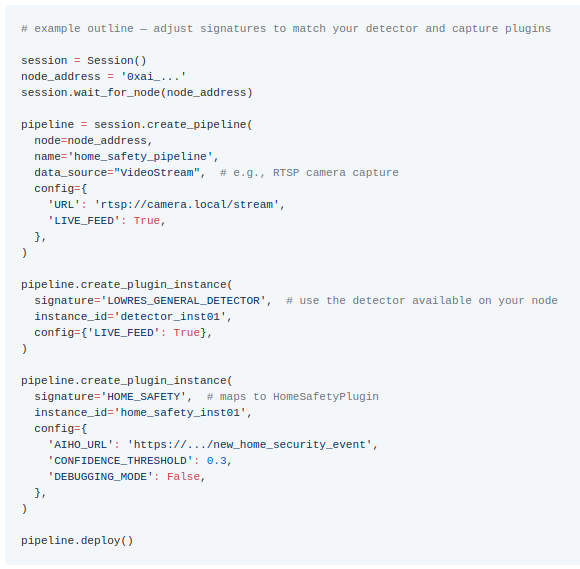 # example outline — adjust signatures to match your detector and capture plugins

session = Session()
node_address = '0xai_...'
session.wait_for_node(node_address)

pipeline = session.create_pipeline(
  node=node_address,
  name='home_safety_pipeline',
  data_source="VideoStream",  # e.g., RTSP camera capture
  config={
    'URL': 'rtsp://camera.local/stream',
    'LIVE_FEED': True,
  },
)

pipeline.create_plugin_instance(
  signature='LOWRES_GENERAL_DETECTOR',  # use the detector available on your node
  instance_id='detector_inst01',
  config={'LIVE_FEED': True},
)

pipeline.create_plugin_instance(
  signature='HOME_SAFETY',  # maps to HomeSafetyPlugin
  instance_id='home_safety_inst01',
  config={
    'AIHO_URL': 'https://.../new_home_security_event',
    'CONFIDENCE_THRESHOLD': 0.3,
    'DEBUGGING_MODE': False,
  },
)

pipeline.deploy()